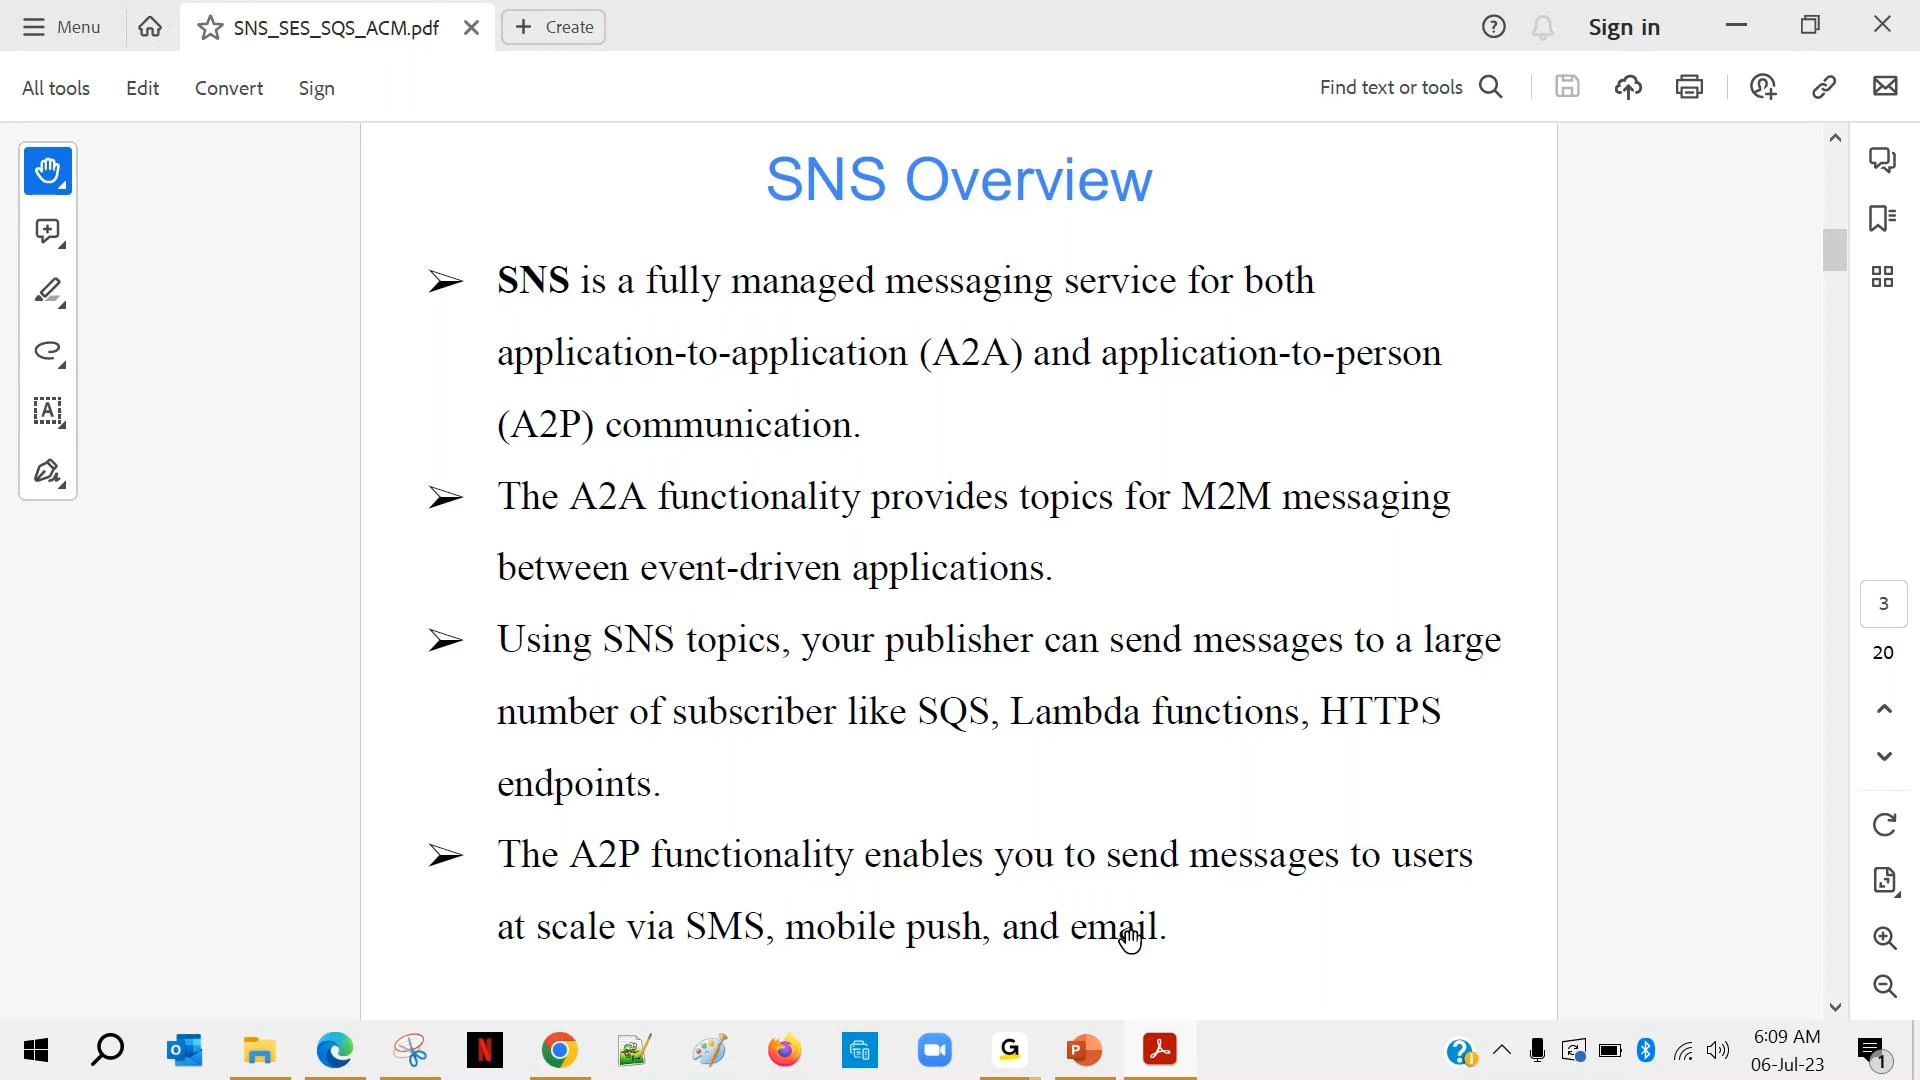 Menu
SNS_SES_SQS_ACM.pdf
Create
Sign in
All tools
Edit
Convert
Sign
Find text or tools
SNS Overview
➢ SNS is a fully managed messaging service for both
application-to-application (A2A) and application-to-person
(A2P) communication.
➢ The A2A functionality provides topics for M2M messaging
between event-driven applications.
➢ Using SNS topics, your publisher can send messages to a large
number of subscriber like SQS, Lambda functions, HTTPS
endpoints.
➢ The A2P functionality enables you to send messages to users
at scale via SMS, mobile push, and email.
3
20
6:09 AM
06-Jul-23
1